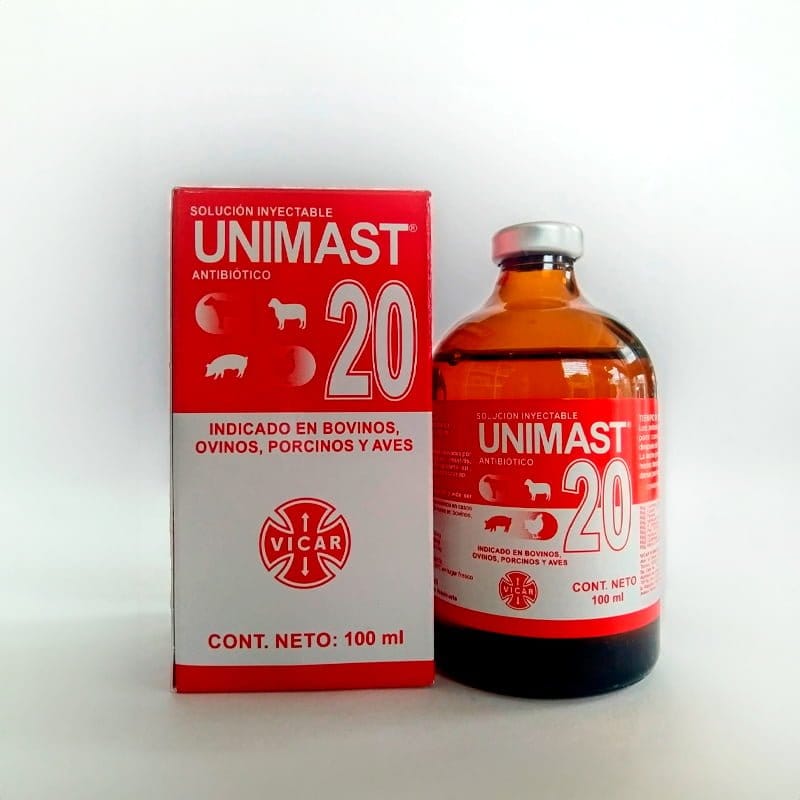 SOLUCIÓN INYECTABLE
UNIMAST®
ANTIBIÓTICO
20
INDICADO EN BOVINOS,
OVINOS, PORCINOS Y AVES
VICAR
CONT. NETO: 100 ml
SOLUCIÓN INYECTABLE
UNIMAST®
ANTIBIÓTICO
20
INDICADO EN BOVINOS,
OVINOS, PORCINOS Y AVES
VICAR
CONT. NETO
100 ml